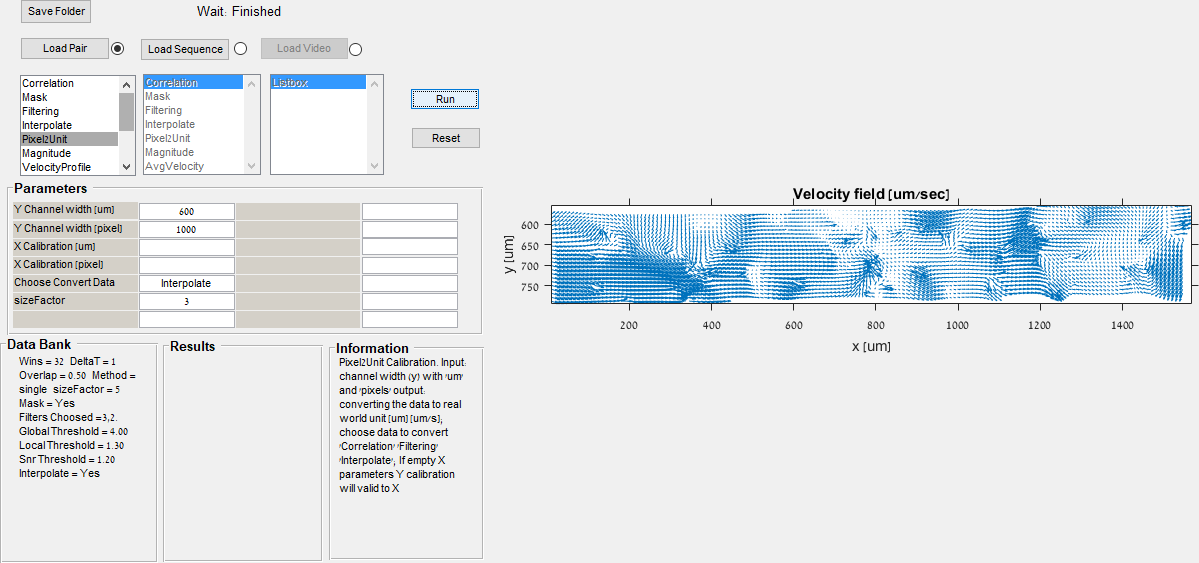 Save Folder
Wait: Finished
Load Pair
Load Sequence
Load Video
Correlation
Mask
Filtering
Interpolate
Pixel2Unit
Magnitude
VelocityProfile
Correlation
Mask
Filtering
Interpolate
Pixel2Unit
Magnitude
AvgVelocity
Listbox
Run
Reset
Parameters
Y Channel width [um] 600
Y Channel width [pixel] 1000
X Calibration [um]
X Calibration [pixel]
Choose Convert Data Interpolate
sizeFactor 3
Data Bank
Wins = 32 DeltaT = 1
Overlap = 0.50 Method =
single sizeFactor = 5
Mask = Yes
Filters Choosed =3,2.
Global Threshold = 4.00
Local Threshold = 1.30
Snr Threshold = 1.20
Interpolate = Yes
Results
Information
Pixel2Unit Calibration. Input:
channel width (y) with 'um'
and 'pixels' output:
converting the data to real
world unit [um] [um/s];
choose data to convert
'Correlation' 'Filtering'
'Interpolate', If empty X
parameters Y calibration
will valid to X
Velocity field [um/sec]
y [um]
600
650
700
750
200 400 600 800 1000 1200 1400
x [um]